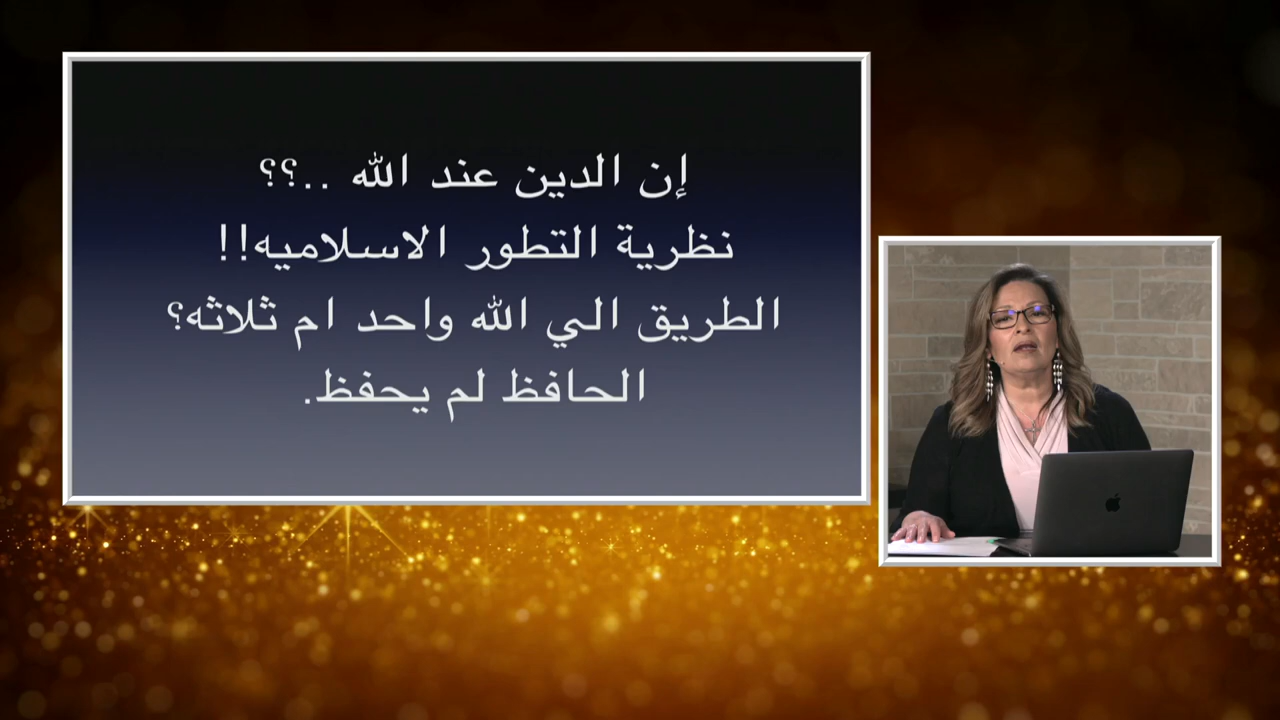 إن الدين عند الله ..؟؟
نظرية التطور الاسلاميه!!
الطريق الي الله واحد ام ثلاثه؟
الحافظ لم يحفظ.